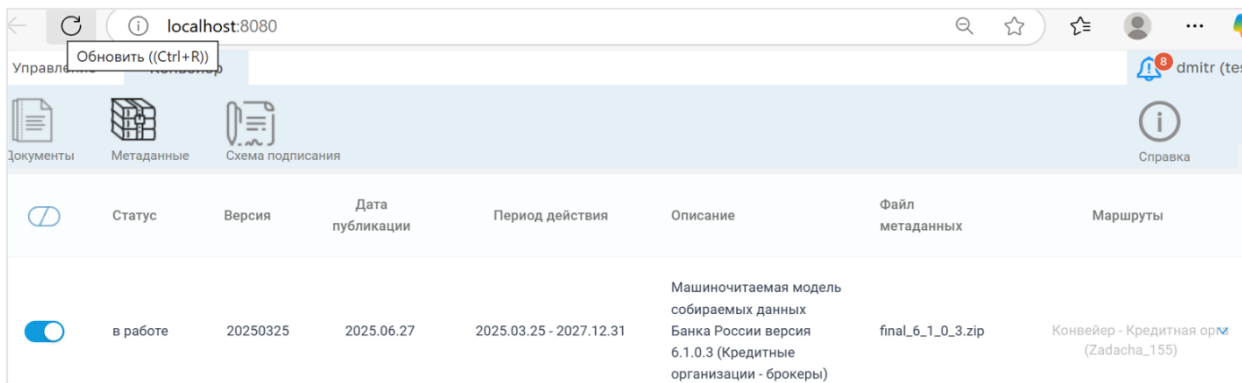 localhost:8080
Обновить ((Ctrl+R))
Конвейер
8
dmitr
Документы
Метаданные
Схема подписания
Справка
Статус
Версия
Дата
публикации
Период действия
Описание
Файл
метаданных
Маршруты
в работе
20250325
2025.06.27
2025.03.25 - 2027.12.31
Машиночитаемая модель
собираемых данных
Банка России версия
6.1.0.3 (Кредитные
организации - брокеры)
final_6_1_0_3.zip
Конвейер - Кредитная
(Zadacha_155)